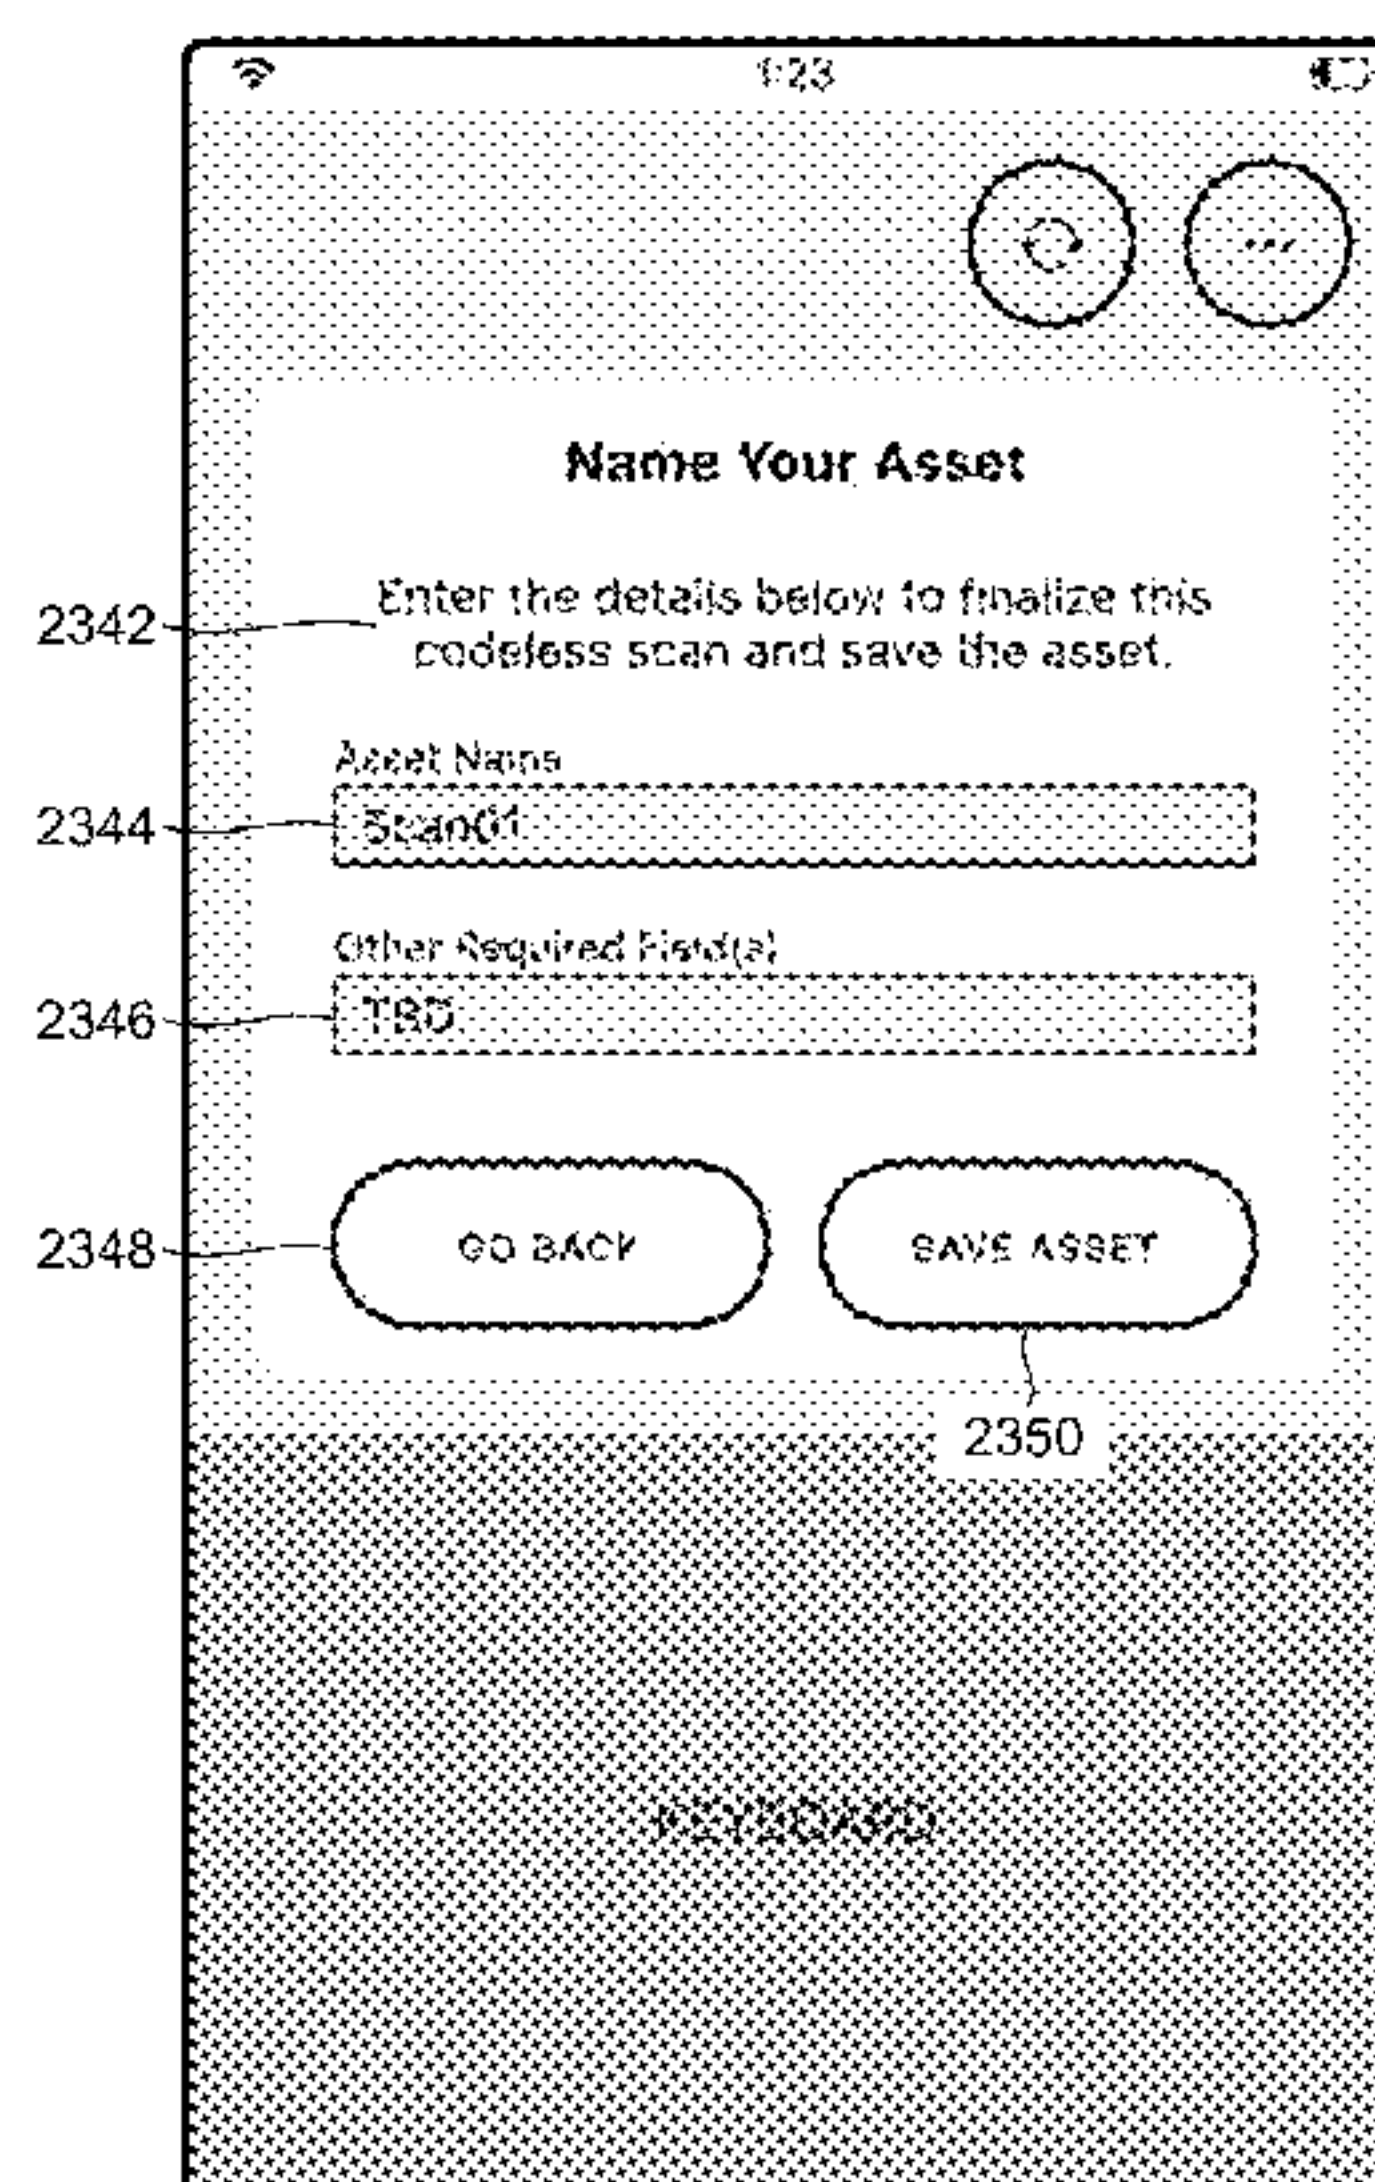 1:23
...
Name Your Asset
2342
Enter the details below to finalize this
codeless scan and save the asset.
Asset Name
2344
Scan01
Other Required Field(s)
2346
TBD
2348
GO BACK
SAVE ASSET
2350
KEYBOARD